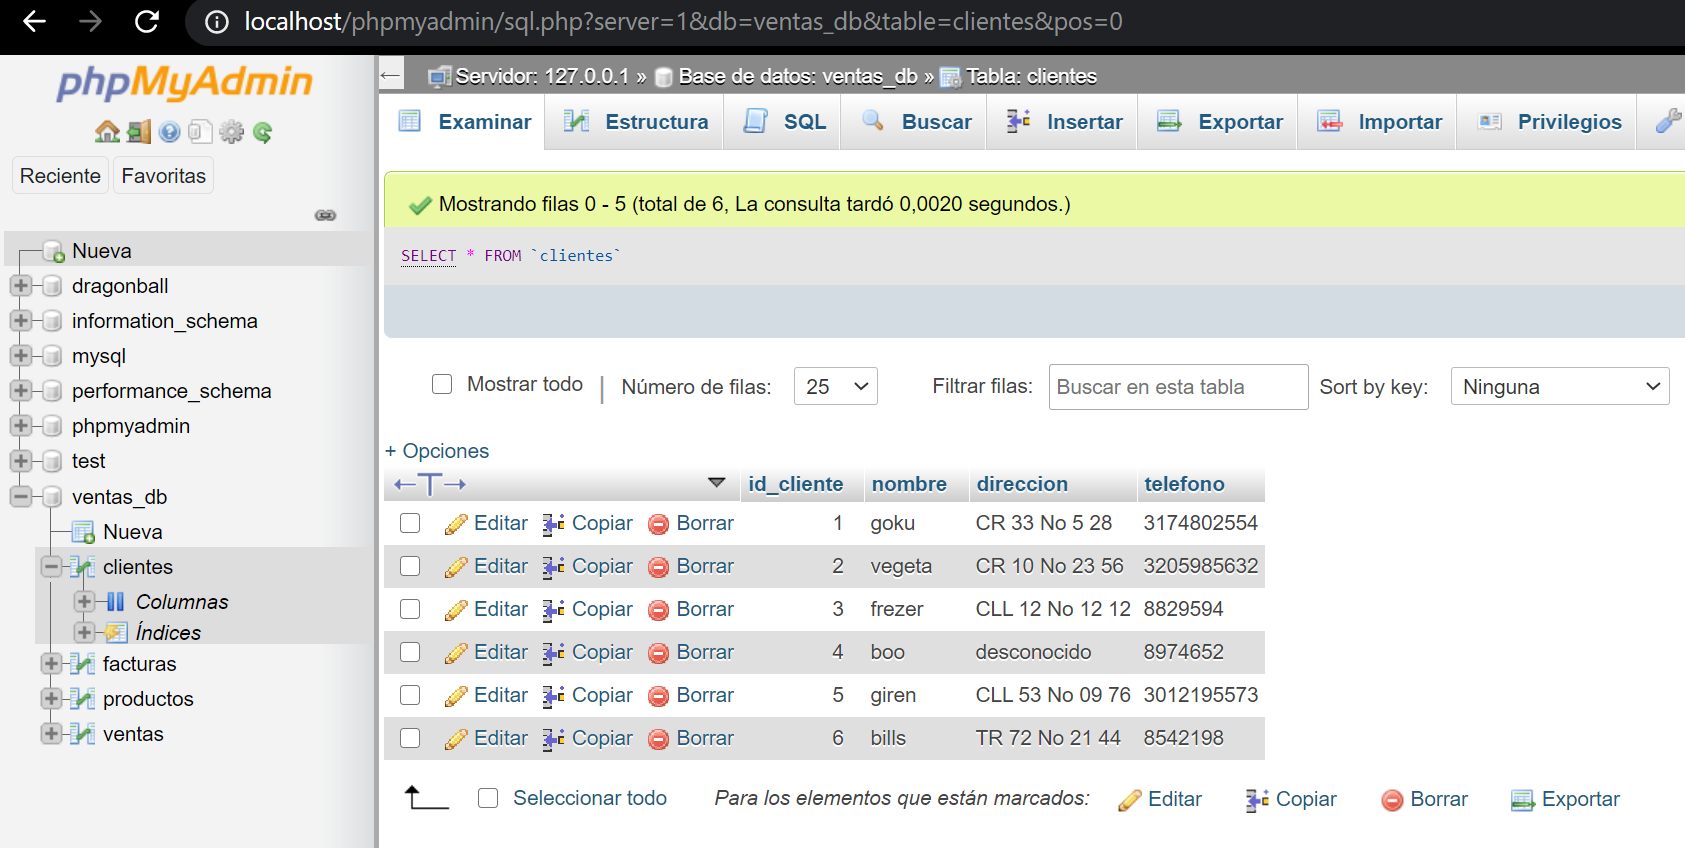 localhost/phpmyadmin/sql.php?server=1&db=ventas_db&table=clientes&pos=0
phpMyAdmin
Reciente Favoritas
Nueva
dragonball
information_schema
mysql
performance_schema
phpmyadmin
test
ventas_db
Nueva
clientes
Columnas
Índices
facturas
productos
ventas
Servidor: 127.0.0.1 » Base de datos: ventas_db » Tabla: clientes
Examinar Estructura SQL Buscar Insertar Exportar Importar Privilegios
Mostrando filas 0 - 5 (total de 6, La consulta tardó 0,0020 segundos.)
SELECT * FROM `clientes`
Mostrar todo | Número de filas: 25 Filtrar filas: Buscar en esta tabla Sort by key: Ninguna
+ Opciones
←T→ id_cliente nombre direccion telefono
Editar Copiar Borrar 1 goku CR 33 No 5 28 3174802554
Editar Copiar Borrar 2 vegeta CR 10 No 23 56 3205985632
Editar Copiar Borrar 3 frezer CLL 12 No 12 12 8829594
Editar Copiar Borrar 4 boo desconocido 8974652
Editar Copiar Borrar 5 giren CLL 53 No 09 76 3012195573
Editar Copiar Borrar 6 bills TR 72 No 21 44 8542198
Seleccionar todo Para los elementos que están marcados: Editar Copiar Borrar Exportar